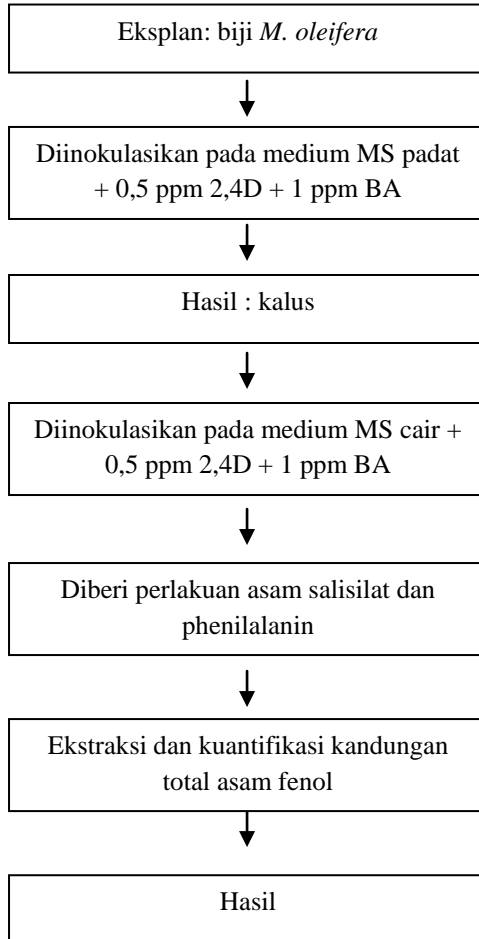 Eksplan: biji M. oleifera
Diinokulasikan pada medium MS padat
+ 0,5 ppm 2,4D + 1 ppm BA
Hasil : kalus
Diinokulasikan pada medium MS cair +
0,5 ppm 2,4D + 1 ppm BA
Diberi perlakuan asam salisilat dan
phenilalanin
Ekstraksi dan kuantifikasi kandungan
total asam fenol
Hasil